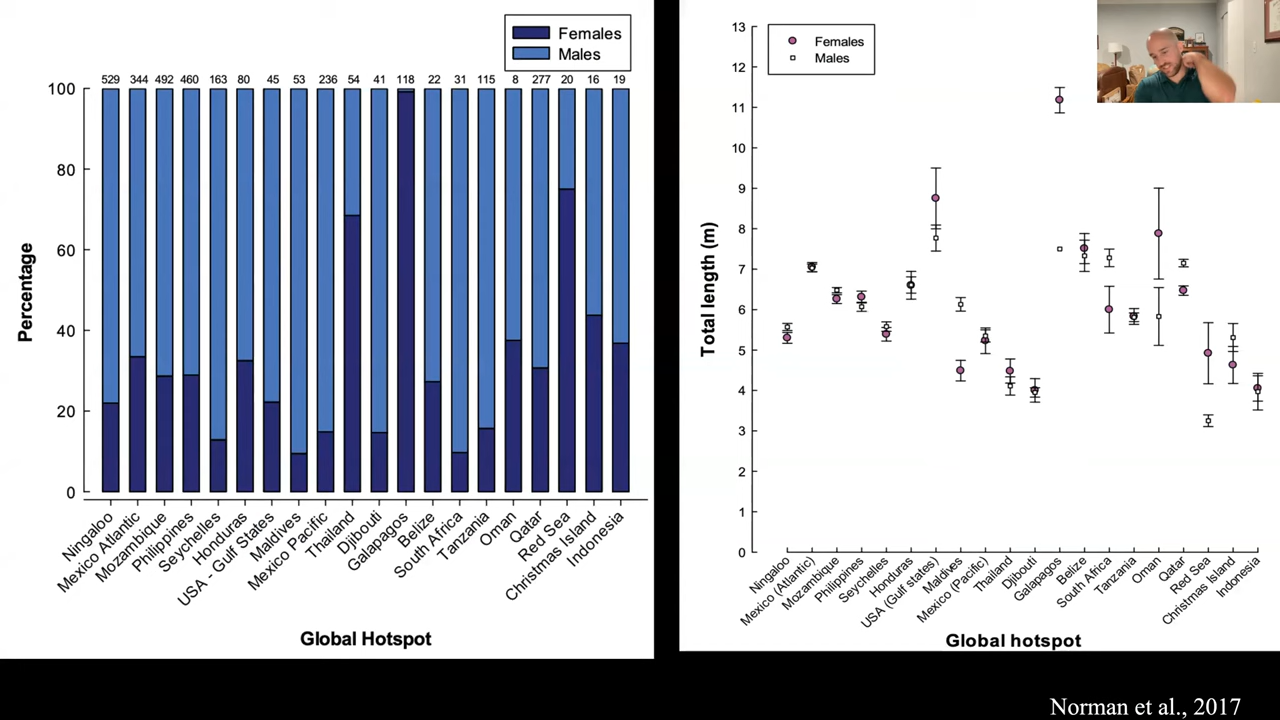 Females
Males
529 344 492 460 163 80 45 53 236 54 41 118 22 31 115 8 277 20 16 19
100
80
60
40
20
0
Percentage
Ningaloo
Mexico Atlantic
Mozambique
Philippines
Seychelles
Honduras
USA - Gulf States
Maldives
Mexico Pacific
Thailand
Djibouti
Galapagos
Belize
South Africa
Tanzania
Oman
Qatar
Red Sea
Christmas Island
Indonesia
Global Hotspot
Females
Males
13
12
11
10
9
8
7
6
5
4
3
2
1
0
Total length (m)
Ningaloo
Mexico (Atlantic)
Mozambique
Philippines
Seychelles
Honduras
USA (Gulf states)
Maldives
Mexico (Pacific)
Thailand
Djibouti
Galapagos
Belize
South Africa
Tanzania
Oman
Qatar
Red Sea
Christmas Island
Indonesia
Global hotspot
Norman et al., 2017